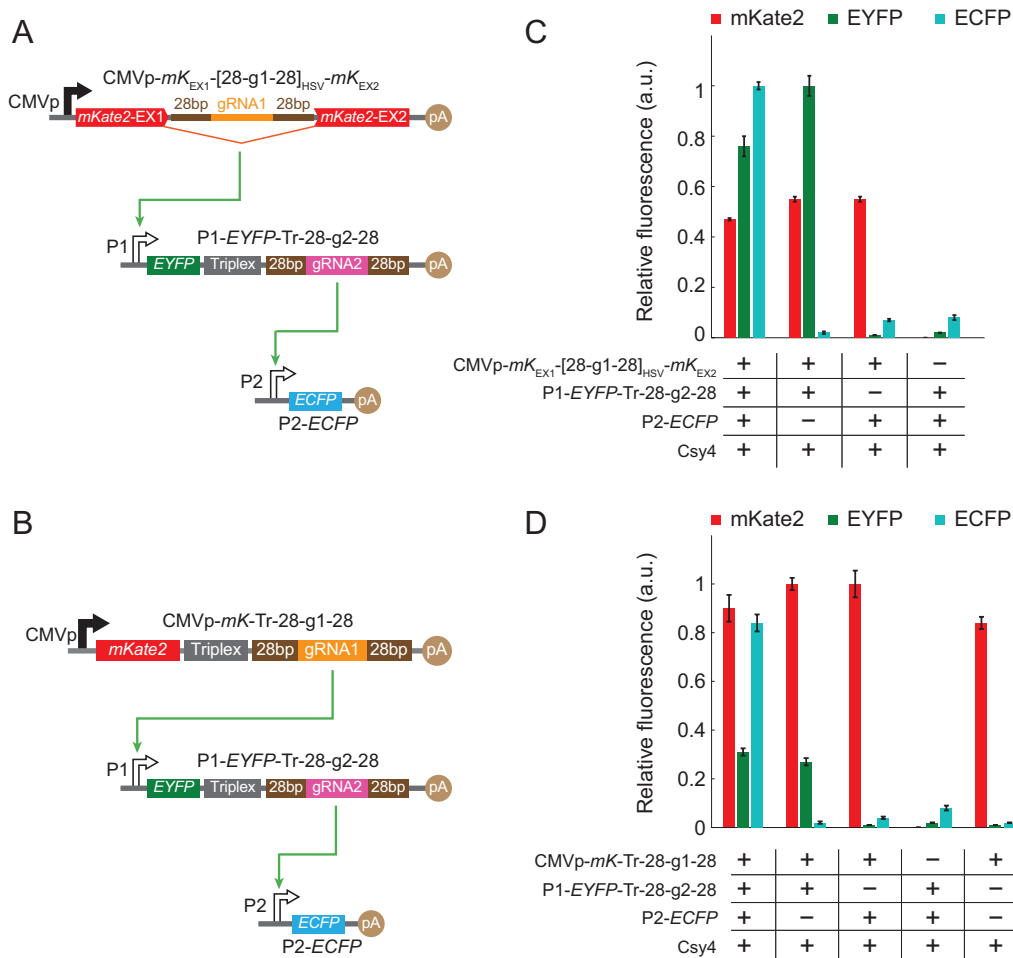 A
CMVp-mK_EX1-[28-g1-28]_HSV-mK_EX2
CMVp
28bp gRNA1 28bp
mKate2-EX1 mKate2-EX2 pA
P1 P1-EYFP-Tr-28-g2-28
EYFP Triplex 28bp gRNA2 28bp pA
P2
ECFP pA
P2-ECFP
B
CMVp-mK-Tr-28-g1-28
CMVp
mKate2 Triplex 28bp gRNA1 28bp pA
P1 P1-EYFP-Tr-28-g2-28
EYFP Triplex 28bp gRNA2 28bp pA
P2
ECFP pA
P2-ECFP
C
mKate2 EYFP ECFP
Relative fluorescence (a.u.)
1
0.8
0.6
0.4
0.2
0
CMVp-mK_EX1-[28-g1-28]_HSV-mK_EX2 + + + −
P1-EYFP-Tr-28-g2-28 + + − +
P2-ECFP + − + +
Csy4 + + + +
D
mKate2 EYFP ECFP
Relative fluorescence (a.u.)
1
0.8
0.6
0.4
0.2
0
CMVp-mK-Tr-28-g1-28 + + + − +
P1-EYFP-Tr-28-g2-28 + + − + −
P2-ECFP + − + + −
Csy4 + + + + +